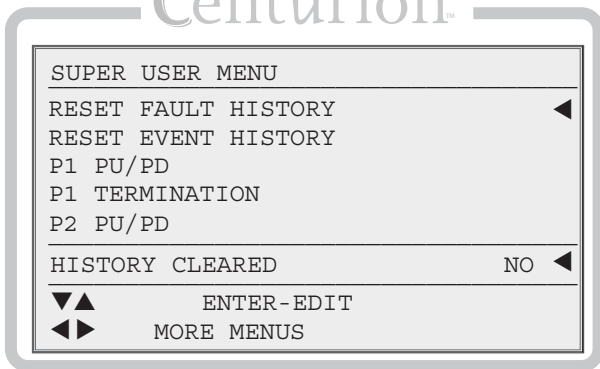 Centurion™
SUPER USER MENU
RESET FAULT HISTORY ◀
RESET EVENT HISTORY
P1 PU/PD
P1 TERMINATION
P2 PU/PD
HISTORY CLEARED NO ◀
▼▲ ENTER-EDIT
◀▶ MORE MENUS